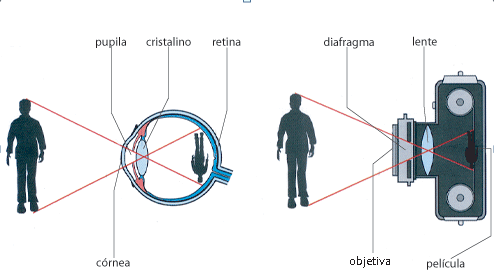 pupila cristalino retina
diafragma lente
córnea
objetiva
película